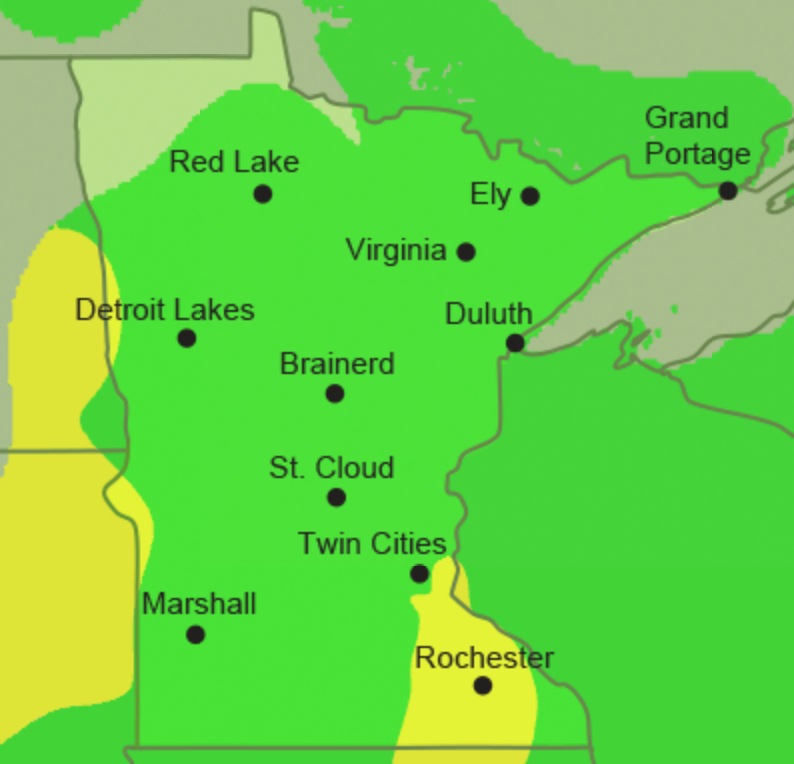 Grand
Portage
Red Lake
Ely
Virginia
Detroit Lakes
Duluth
Brainerd
St. Cloud
Twin Cities
Marshall
Rochester